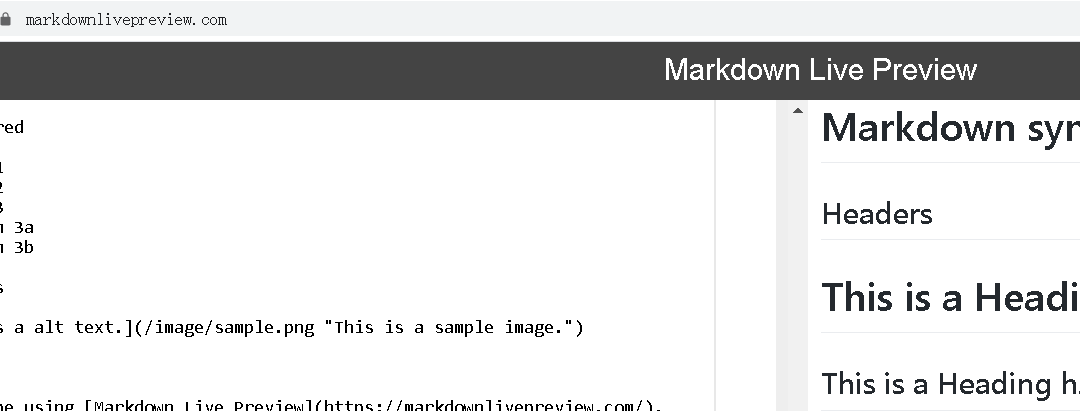 markdownlivepreview.com
Markdown Live Preview
red
1
2
3
m 3a
m 3b
s
s a alt text.](/image/sample.png "This is a sample image.")
ne using [Markdown Live Preview](https://markdownlivepreview.com/).
Markdown syn
Headers
This is a Headi
This is a Heading h